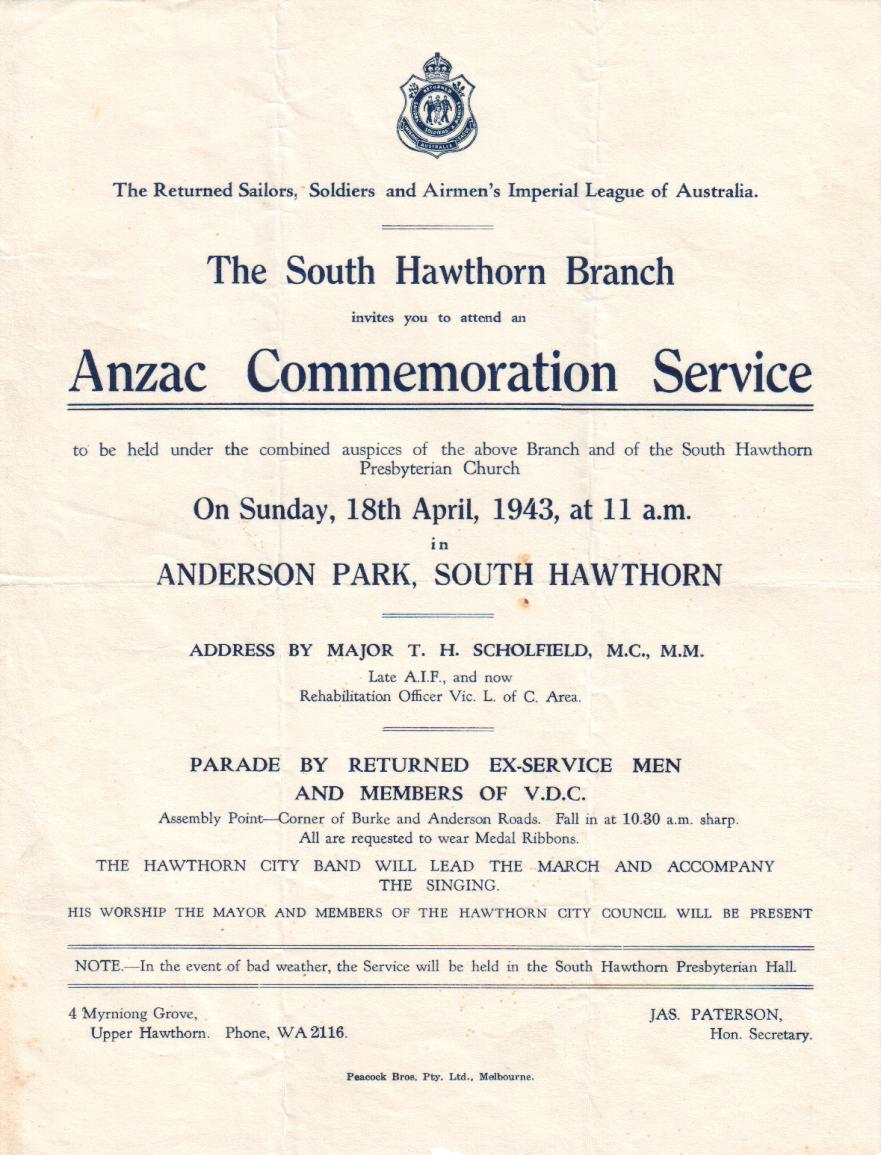 RETURNED
SOLDIERS
AUSTRALIA
The Returned Sailors, Soldiers and Airmen's Imperial League of Australia.
The South Hawthorn Branch
invites you to attend an
Anzac Commemoration Service
to be held under the combined auspices of the above Branch and of the South Hawthorn
Presbyterian Church
On Sunday, 18th April, 1943, at 11 a.m.
in
ANDERSON PARK, SOUTH HAWTHORN
ADDRESS BY MAJOR T. H. SCHOLFIELD, M.C., M.M.
Late A.I.F., and now
Rehabilitation Officer Vic. L. of C. Area.
PARADE BY RETURNED EX-SERVICE MEN
AND MEMBERS OF V.D.C.
Assembly Point—Corner of Burke and Anderson Roads. Fall in at 10.30 a.m. sharp.
All are requested to wear Medal Ribbons.
THE HAWTHORN CITY BAND WILL LEAD THE MARCH AND ACCOMPANY
THE SINGING.
HIS WORSHIP THE MAYOR AND MEMBERS OF THE HAWTHORN CITY COUNCIL WILL BE PRESENT
NOTE.—In the event of bad weather, the Service will be held in the South Hawthorn Presbyterian Hall.
4 Myrniong Grove,
Upper Hawthorn. Phone, WA 2116.
JAS. PATERSON,
Hon. Secretary.
Peacock Bros. Pty. Ltd., Melbourne.